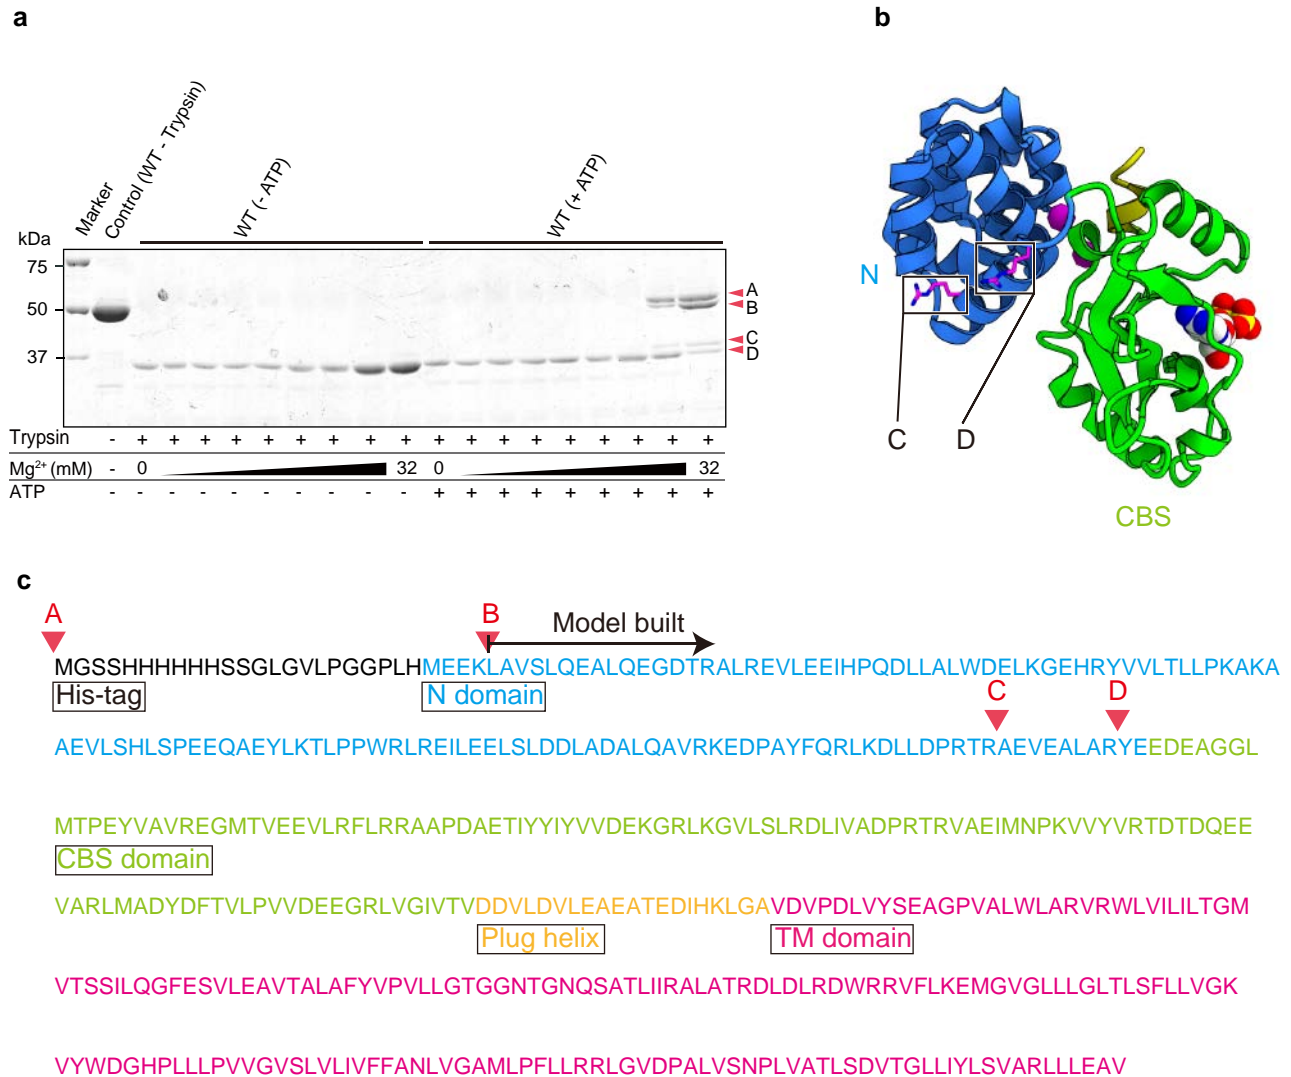 a
b
Marker
Control (WT - Trypsin)
WT (- ATP)
WT (+ ATP)
kDa
75
50
37
A
B
C
D
Trypsin - + + + + + + + + + + + + + + + + + +
Mg2+ (mM) - 0 32 0 32
ATP - - - - - - - - - - + + + + + + + + +
N
C D
CBS
c
A B Model built
MGSSHHHHHHSSGLGVLPGGPLHMEEKLAVSLQEALQEGDTRALREVLEEIHPQDLLALWDELKGEHRYVVLTLLPKAKA
His-tag N domain C D
AEVLSHLSPEEQAEYLKTLPPWRLREILEELSLDDLADALQAVRKEDPAYFQRLKDLLDPRTRAEVEALARYEEDEAGGL
MTPEYVAVREGMTVEEVLRFLRRAAPDAETIYYIYVVDEKGRLKGVLSLRDLIVADPRTRVAEIMNPKVVYVRTDTDQEE
CBS domain
VARLMADYDFTVLPVVDEEGRLVGIVTVDDVLDVLEAEATEDIHKLGAVDVPDLVYSEAGPVALWLARVRWLVILILTGM
Plug helix TM domain
VTSSILQGFESVLEAVTALAFYVPVLLGTGGNTGNQSATLIIRALATRDLDLRDWRRVFLKEMGVGLLLGLTLSFLLVGK
VYWDGHPLLLPVVGVSLVLIVFFANLVGAMLPFLLRRLGVDPALVSNPLVATLSDVTGLLIYLSVARLLLEAV